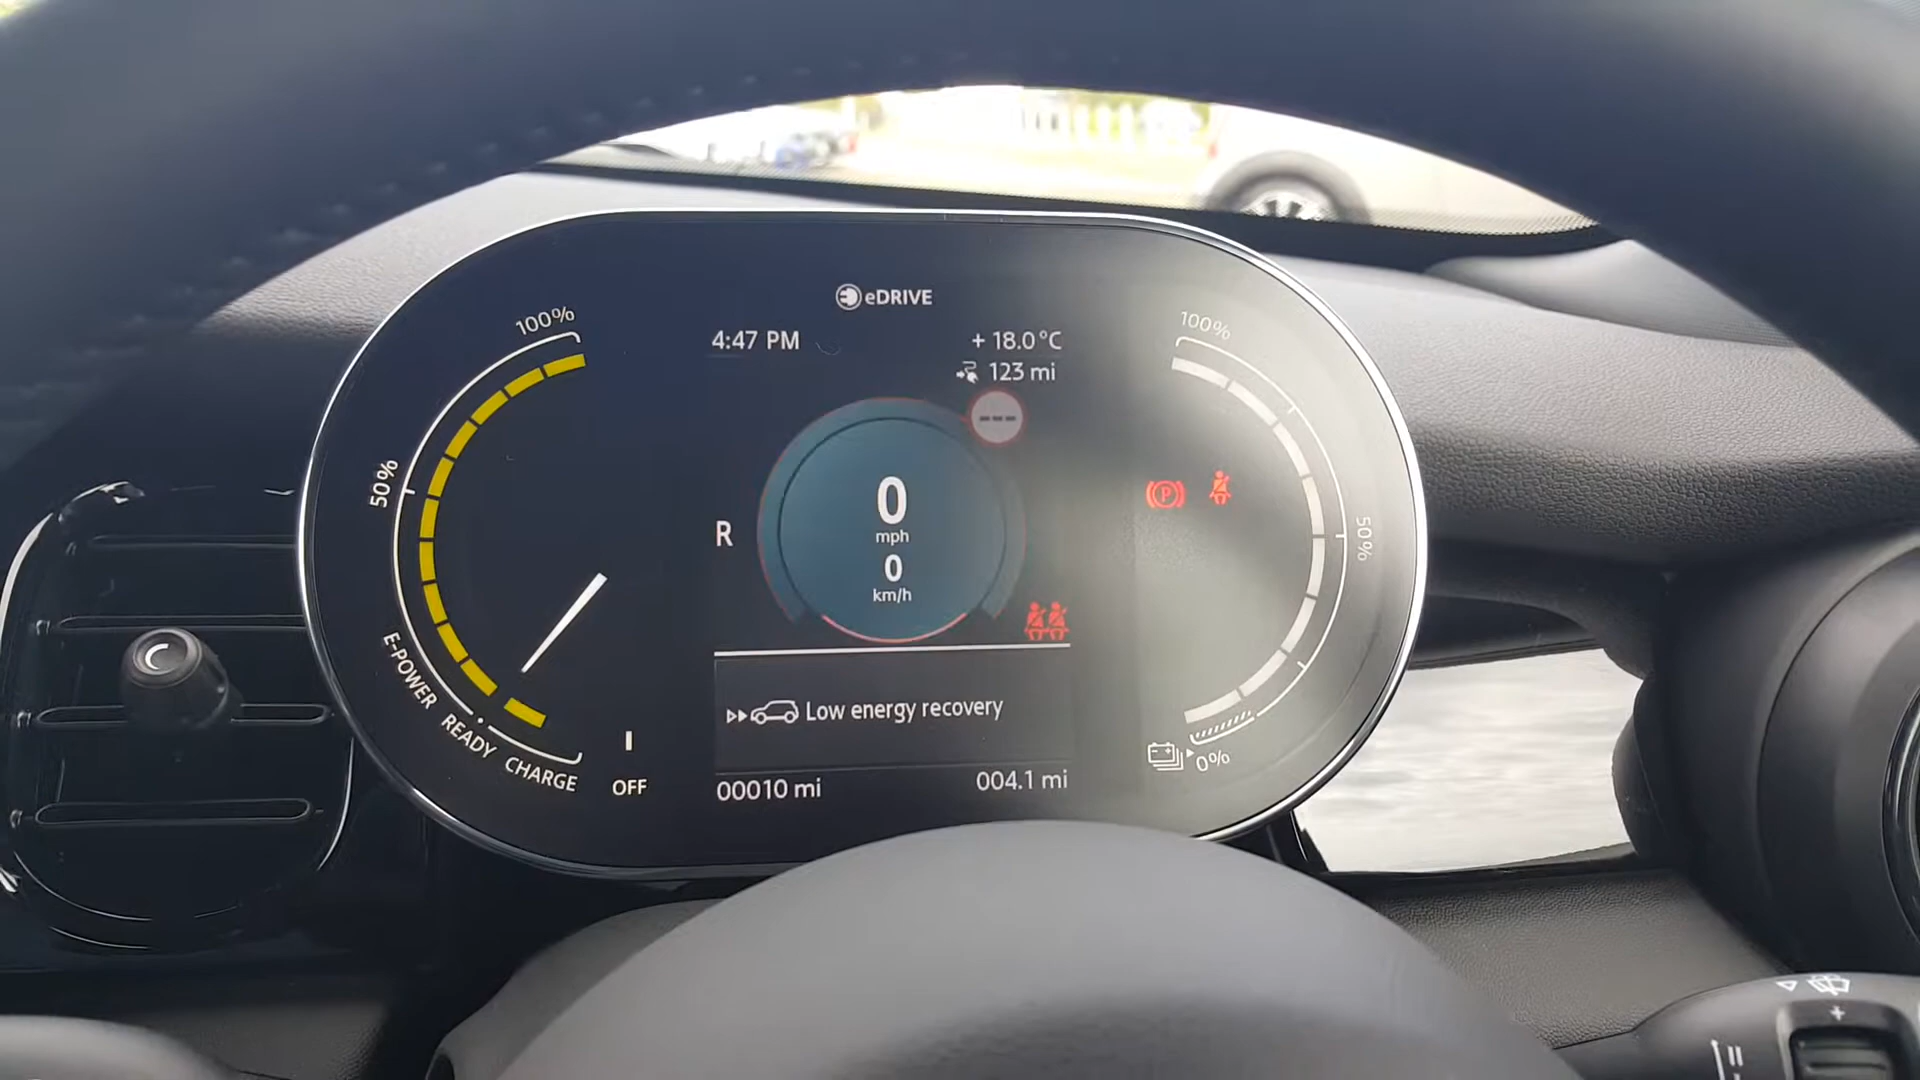 eDRIVE
4:47 PM
+ 18.0°C
123 mi
100%
50%
E-POWER
READY
CHARGE
OFF
R
---
0
mph
0
km/h
P
Low energy recovery
00010 mi
004.1 mi
100%
50%
0%